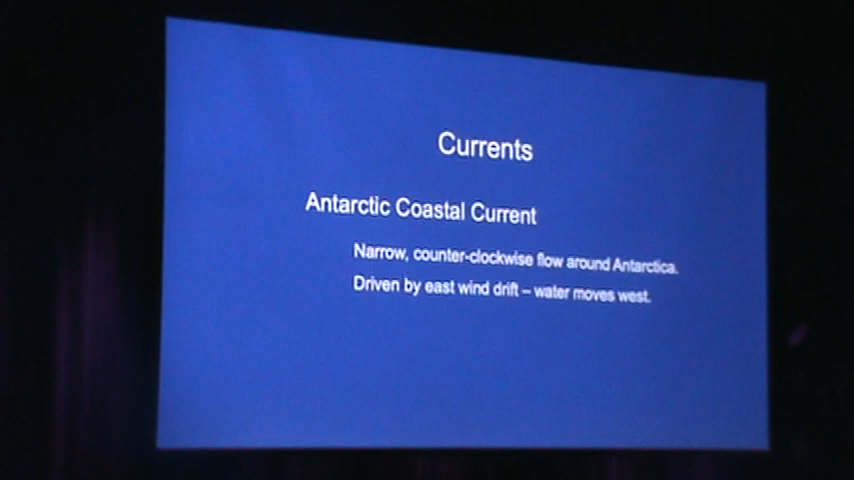 Currents
Antarctic Coastal Current
Narrow, counter-clockwise flow around Antarctica.
Driven by east wind drift – water moves west.